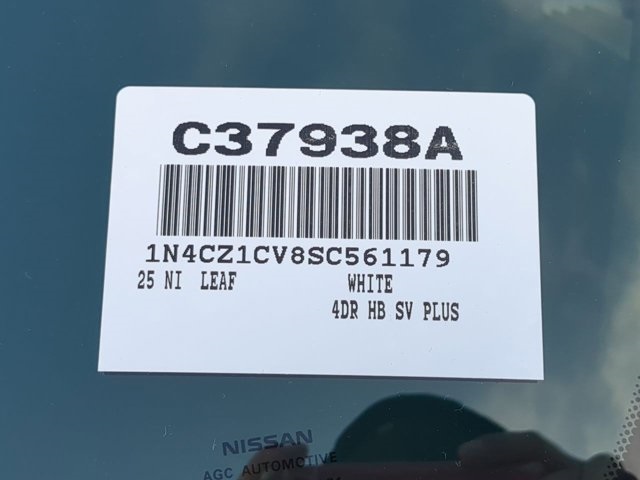 C37938A
1N4CZ1CV8SC561179
25 NI LEAF WHITE
4DR HB SV PLUS
NISSAN
AGC AUTOMOTIVE